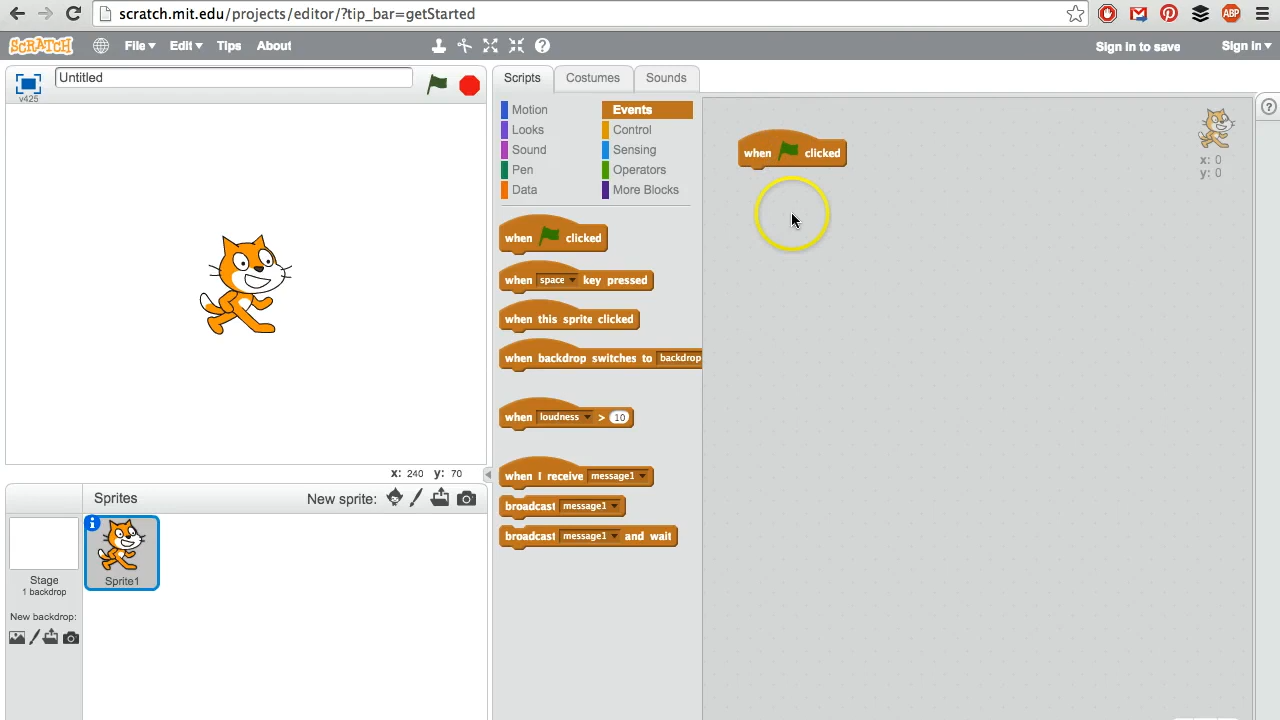 scratch.mit.edu/projects/editor/?tip_bar=getStarted
ABP
SCRATCH File Edit Tips About Sign in to save Sign in
Untitled
v425
Scripts Costumes Sounds
Motion Events
Looks Control
Sound Sensing
Pen Operators
Data More Blocks
when clicked
when space key pressed
when this sprite clicked
when backdrop switches to backdrop
when loudness > 10
when I receive message1
broadcast message1
broadcast message1 and wait
when clicked
x: 0
y: 0
x: 240 y: 70
Sprites New sprite:
Sprite1
Stage
1 backdrop
New backdrop: